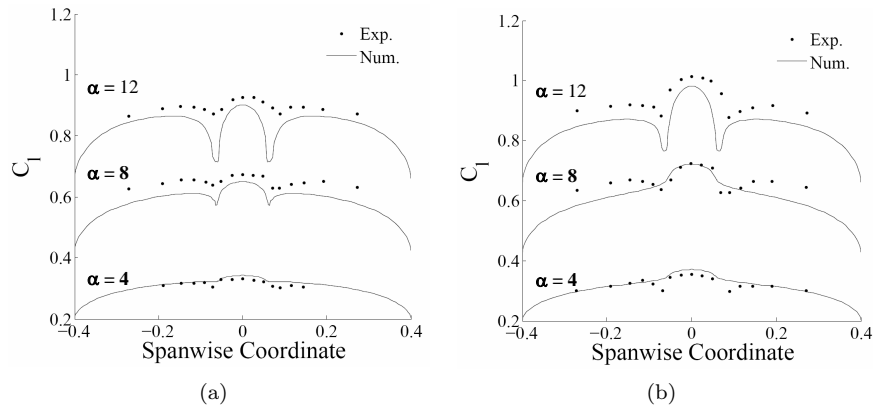 1.2
1
0.8
0.6
0.4
0.2
C_l
• Exp.
Num.
α = 12
α = 8
α = 4
−0.4 −0.2 0 0.2 0.4
Spanwise Coordinate
(a)
1.2
1
0.8
0.6
0.4
0.2
C_l
• Exp.
Num.
α = 12
α = 8
α = 4
−0.4 −0.2 0 0.2 0.4
Spanwise Coordinate
(b)